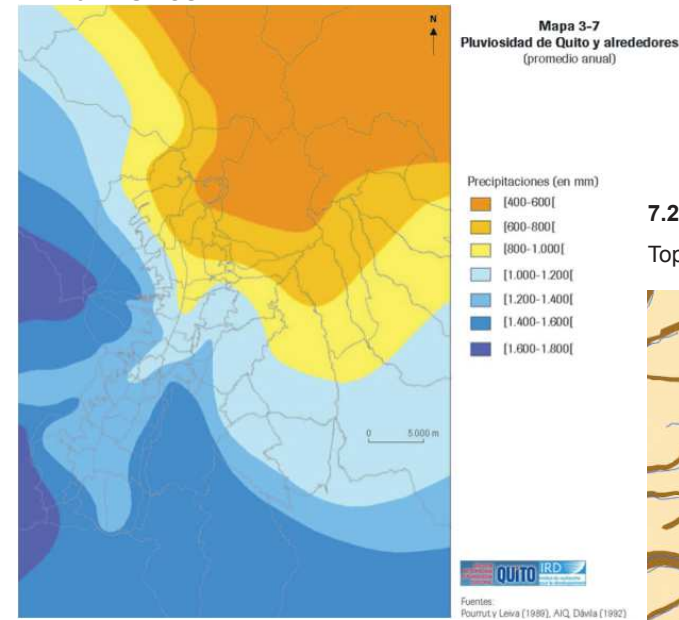 N
Mapa 3-7
Pluviosidad de Quito y alrededores
(promedio anual)
Precipitaciones (en mm)
[400-600[
[600-800[
[800-1.000[
[1.000-1.200[
[1.200-1.400[
[1.400-1.600[
[1.600-1.800[
0 5.000 m
QUITO IRD
Fuentes:
Pourrut y Leiva (1989), AIQ, Dávila (1992)
7.2
Top